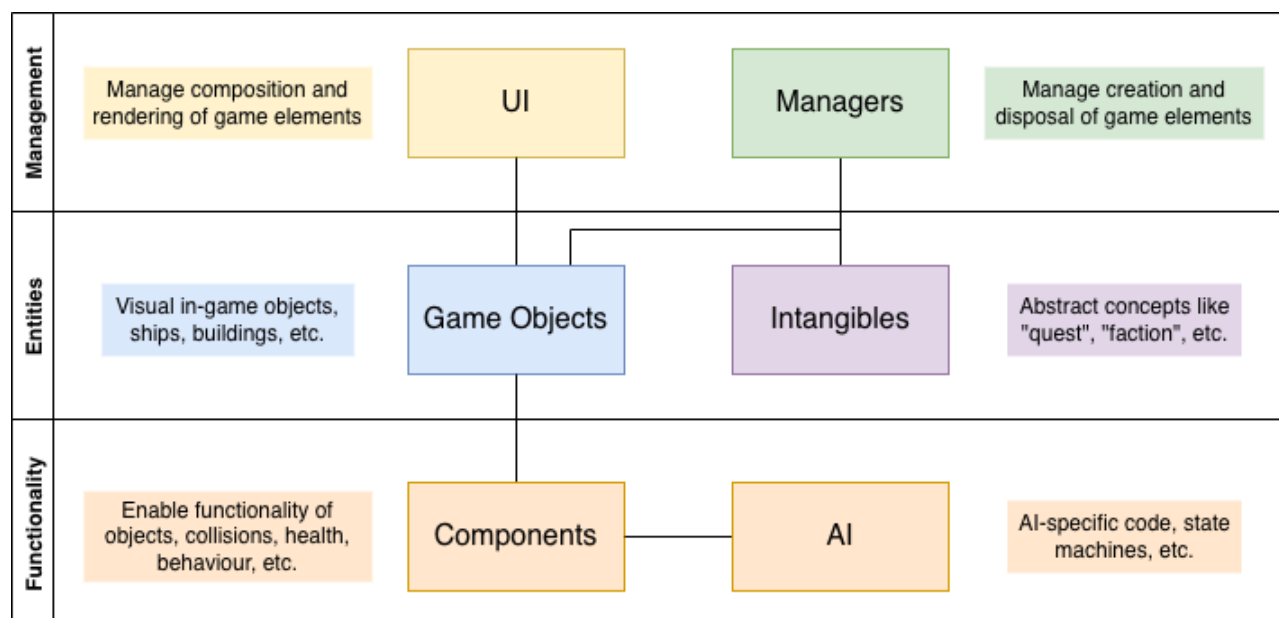 Management
Manage composition and
rendering of game elements
UI
Managers
Manage creation and
disposal of game elements
Entities
Visual in-game objects,
ships, buildings, etc.
Game Objects
Intangibles
Abstract concepts like
"quest", "faction", etc.
Functionality
Enable functionality of
objects, collisions, health,
behaviour, etc.
Components
AI
AI-specific code, state
machines, etc.